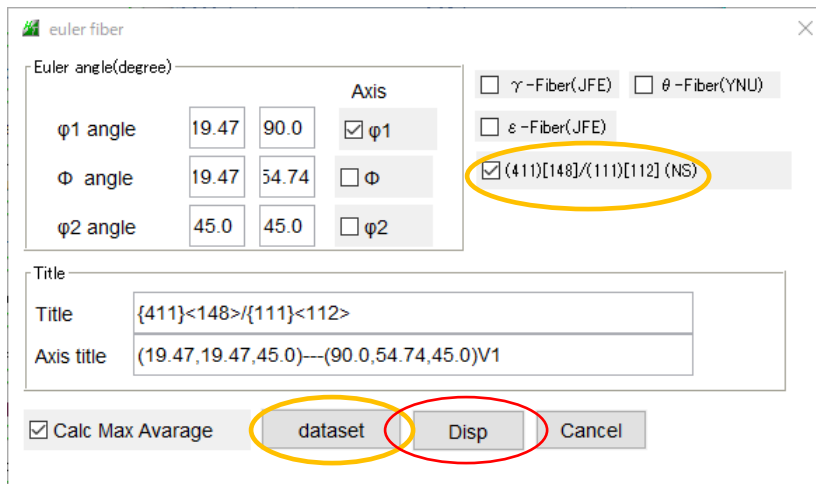 euler fiber
Euler angle(degree)
Axis
φ1 angle 19.47 90.0 φ1
Φ angle 19.47 54.74 Φ
φ2 angle 45.0 45.0 φ2
γ-Fiber(JFE) θ-Fiber(YNU)
ε-Fiber(JFE)
(411)[148]/(111)[112] (NS)
Title
Title {411}<148>/{111}<112>
Axis title (19.47,19.47,45.0)---(90.0,54.74,45.0)V1
Calc Max Avarage dataset Disp Cancel